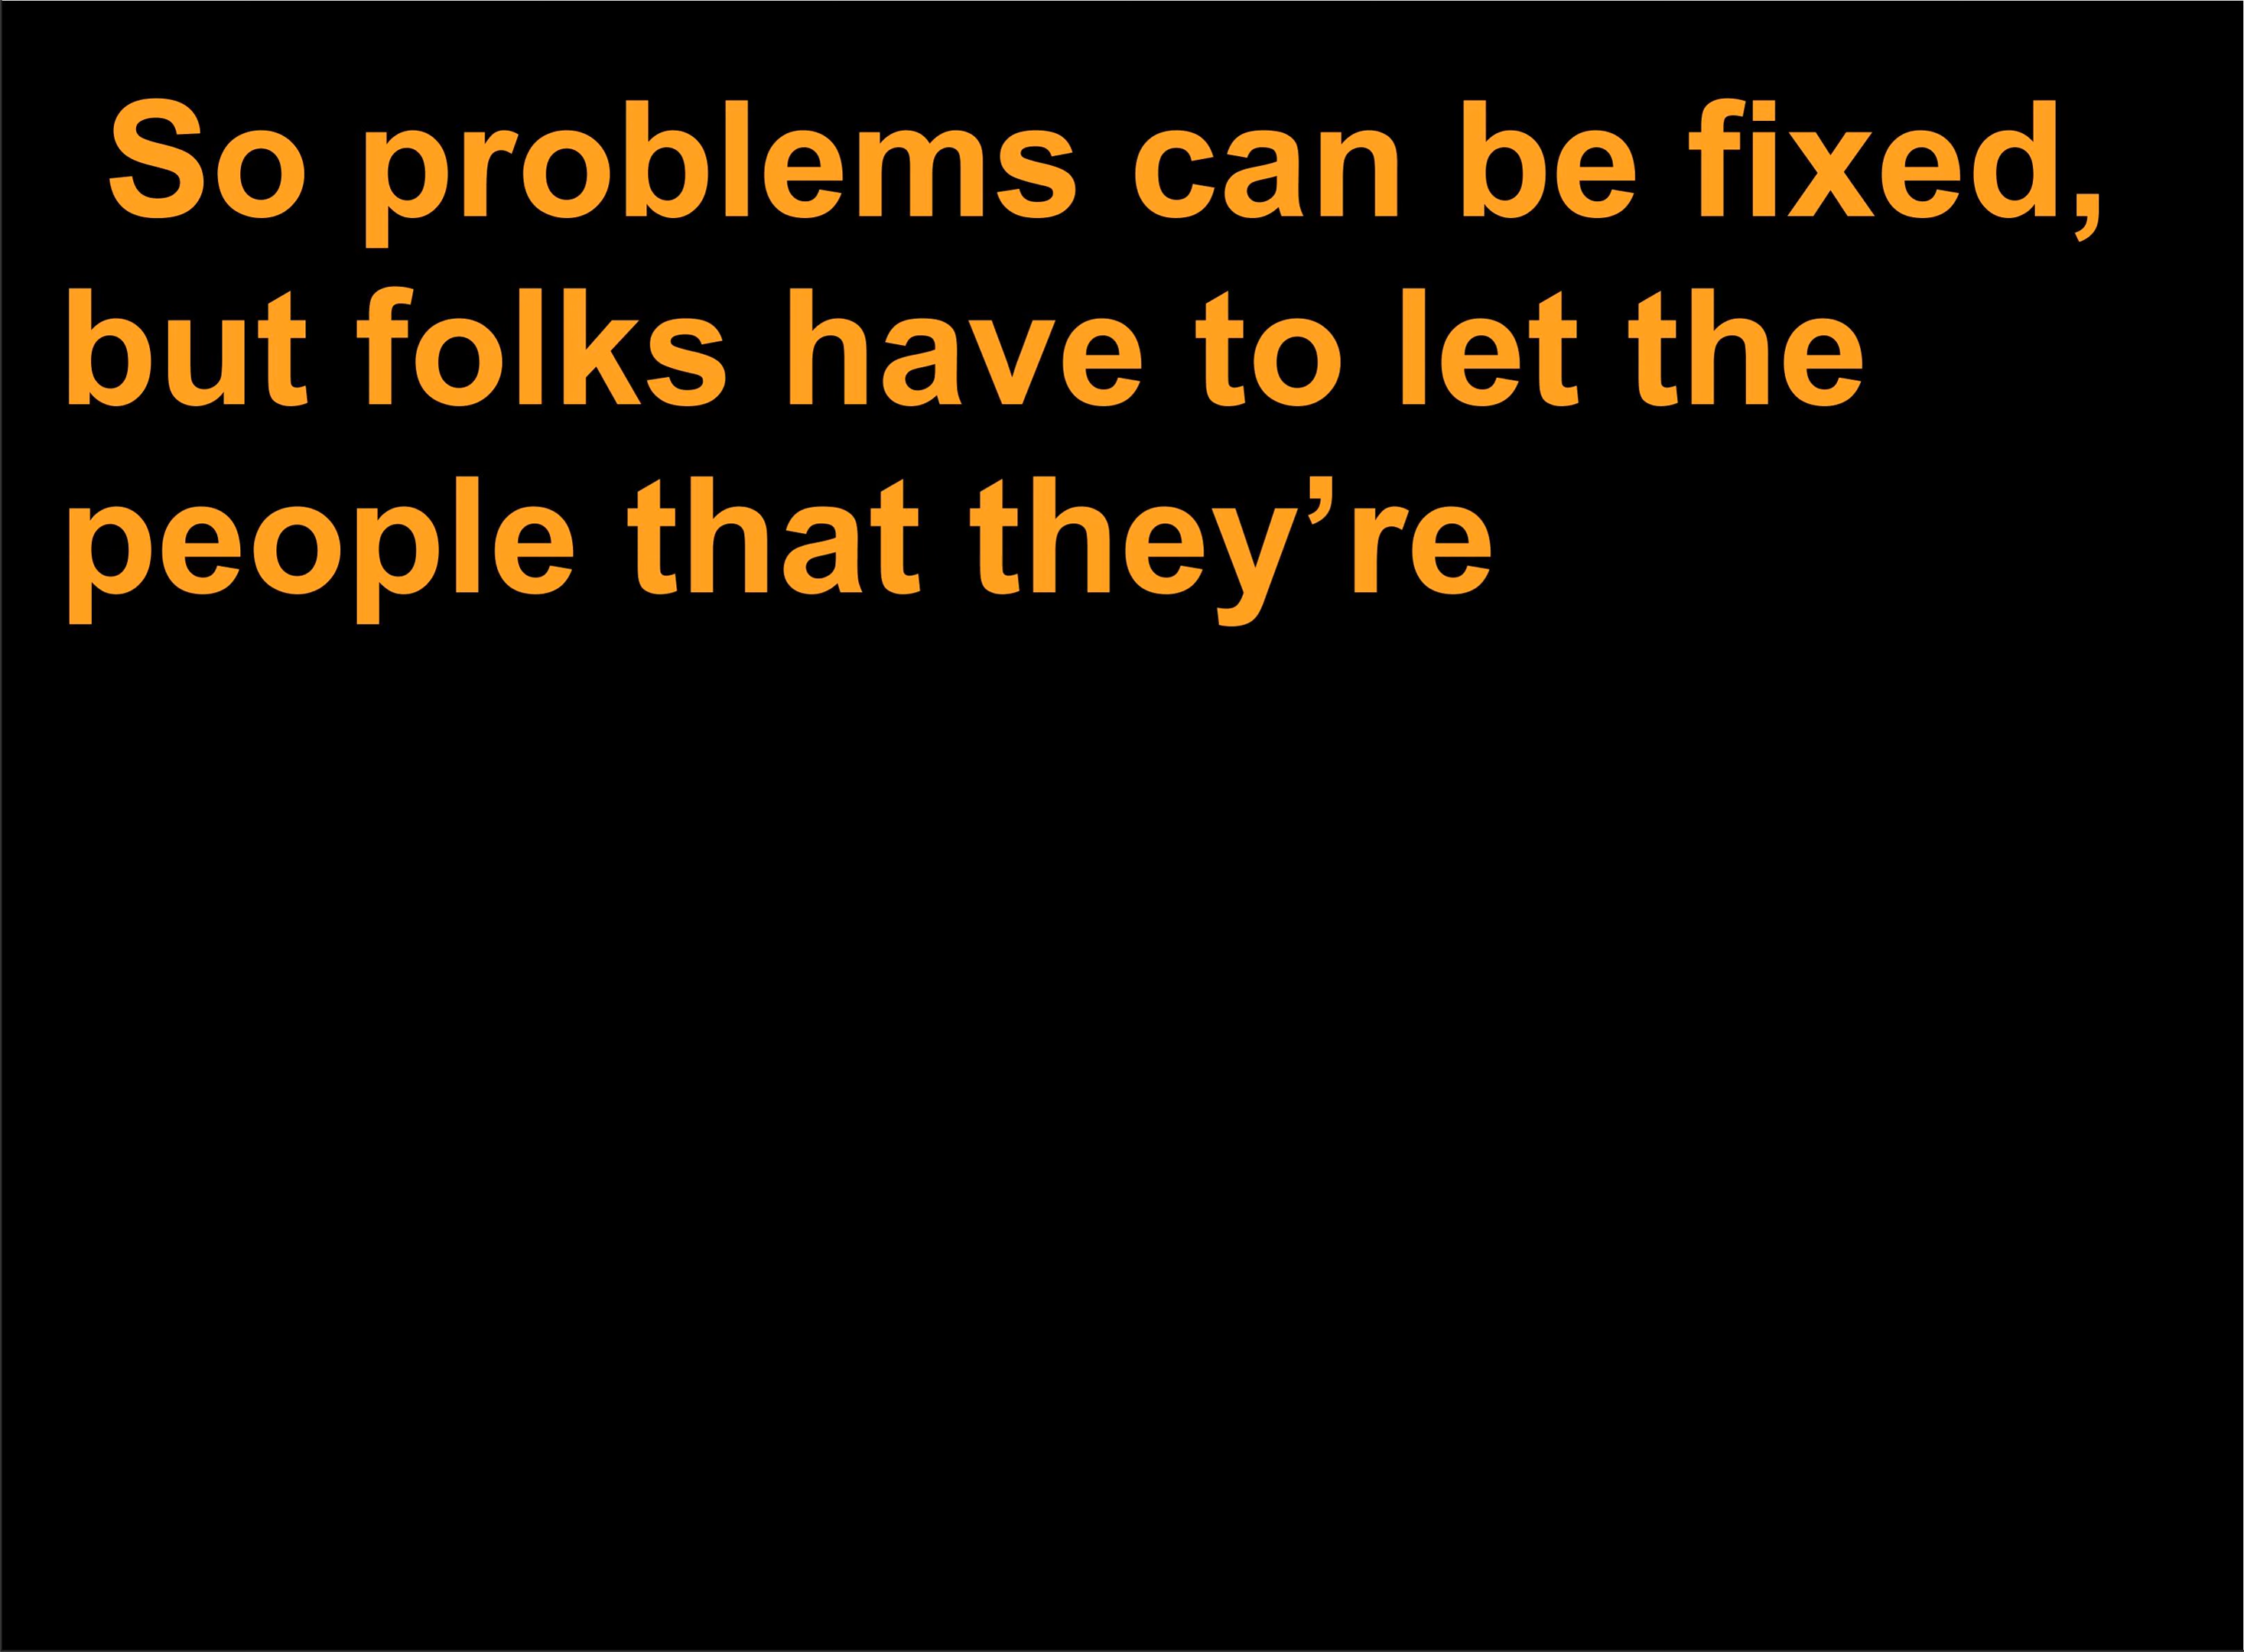 So problems can be fixed,
but folks have to let the
people that they’re